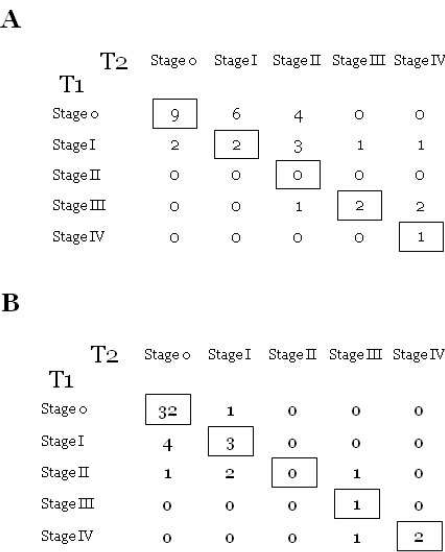 A
T2 Stage 0 Stage I Stage II Stage III Stage IV
T1
Stage 0 9 6 4 0 0
Stage I 2 2 3 1 1
Stage II 0 0 0 0 0
Stage III 0 0 1 2 2
Stage IV 0 0 0 0 1
B
T2 Stage 0 Stage I Stage II Stage III Stage IV
T1
Stage 0 32 1 0 0 0
Stage I 4 3 0 0 0
Stage II 1 2 0 1 0
Stage III 0 0 0 1 0
Stage IV 0 0 0 1 2